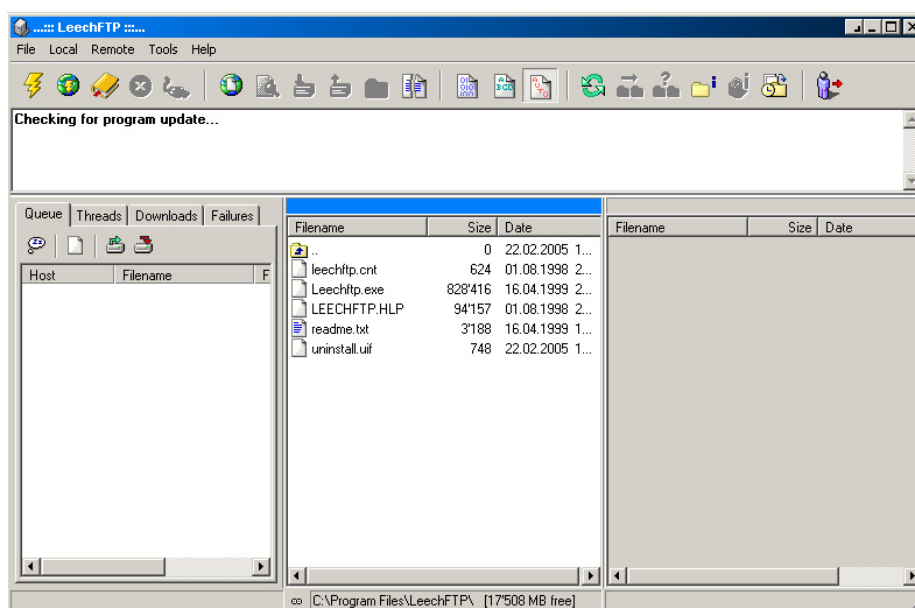 ...::: LeechFTP :::...
File Local Remote Tools Help
Checking for program update...
Queue Threads Downloads Failures
Host Filename F
Filename Size Date
.. 0 22.02.2005 1...
leechftp.cnt 624 01.08.1998 2...
Leechftp.exe 828'416 16.04.1999 2...
LEECHFTP.HLP 94'157 01.08.1998 2...
readme.txt 3'188 16.04.1999 1...
uninstall.uif 748 22.02.2005 1...
Filename Size Date
C:\Program Files\LeechFTP\ [17'508 MB free]